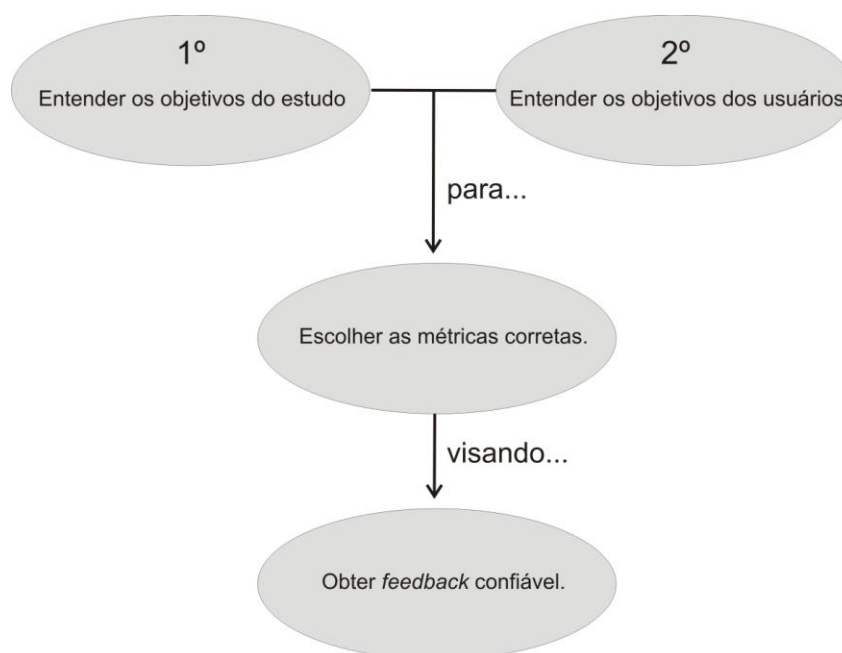 1º
Entender os objetivos do estudo
2º
Entender os objetivos dos usuários
para...
Escolher as métricas corretas.
visando...
Obter feedback confiável.